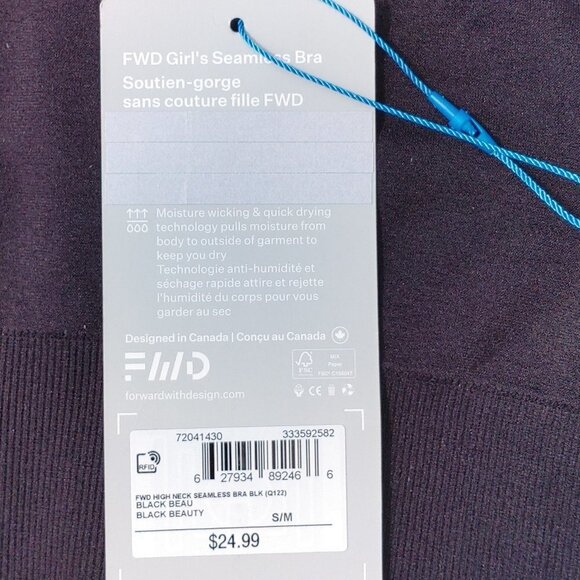 FWD Girl's Seamless Bra
Soutien-gorge
sans couture fille FWD
Moisture wicking & quick drying
technology pulls moisture from
body to outside of garment to
keep you dry
Technologie anti-humidité et
séchage rapide attire et rejette
l'humidité du corps pour vous
garder au sec
Designed in Canada | Conçu au Canada
FWD
FSC
MIX
Paper
forwardwithdesign.com
72041430 333592582
RFID
6 27934 89246 6
FWD HIGH NECK SEAMLESS BRA BLK (Q122)
BLACK BEAU
BLACK BEAUTY
S/M
$24.99